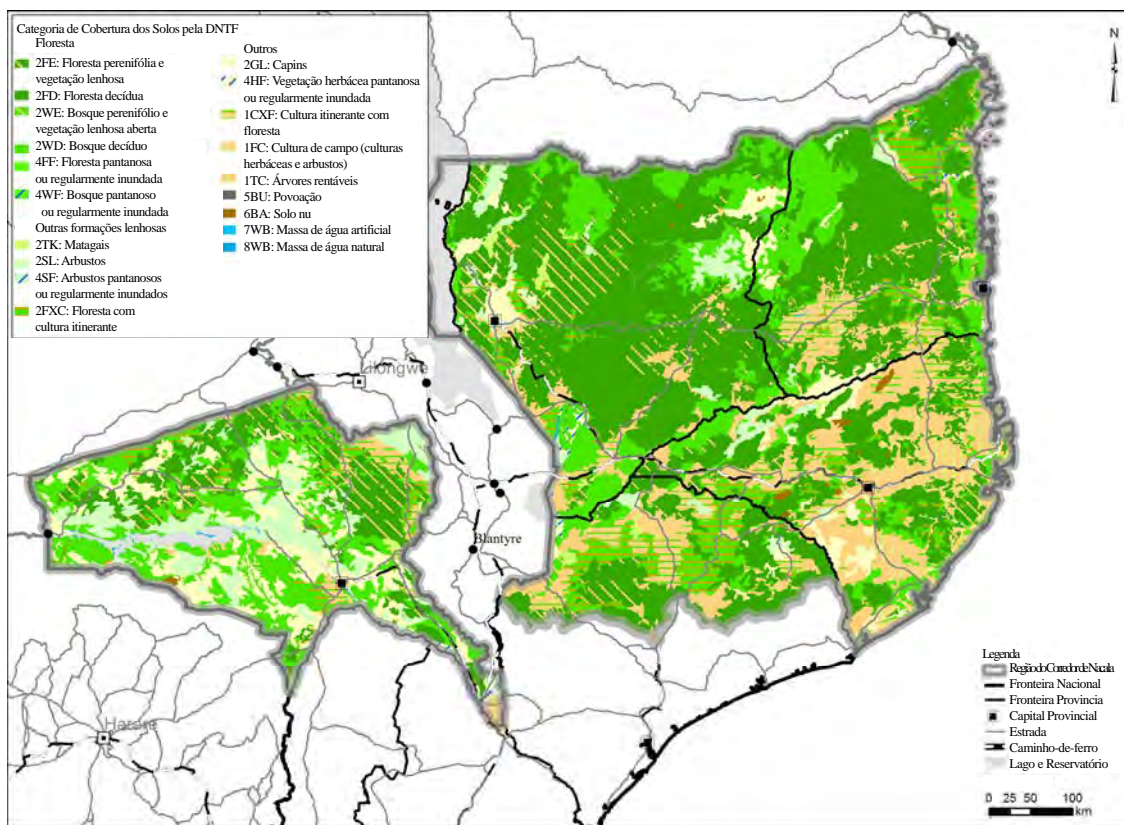 Categoria de Cobertura dos Solos pela DNTF
Floresta
2FE: Floresta perenifólia e
vegetação lenhosa
2FD: Floresta decídua
2WE: Bosque perenifólio e
vegetação lenhosa aberta
2WD: Bosque decíduo
4FF: Floresta pantanosa
ou regularmente inundada
4WF: Bosque pantanoso
ou regularmente inundada
Outras formações lenhosas
2TK: Matagais
2SL: Arbustos
4SF: Arbustos pantanosos
ou regularmente inundados
2FXC: Floresta com
cultura itinerante
Outros
2GL: Capins
4HF: Vegetação herbácea pantanosa
ou regularmente inundada
1CXF: Cultura itinerante com
floresta
1FC: Cultura de campo (culturas
herbáceas e arbustos)
1TC: Árvores rentáveis
5BU: Povoação
6BA: Solo nu
7WB: Massa de água artificial
8WB: Massa de água natural
N
Lilongwe
Blantyre
Harare
Legenda
Região do Corredor de Nacala
Fronteira Nacional
Fronteira Provincia
Capital Provincial
Estrada
Caminho-de-ferro
Lago e Reservatório
0 25 50 100
km